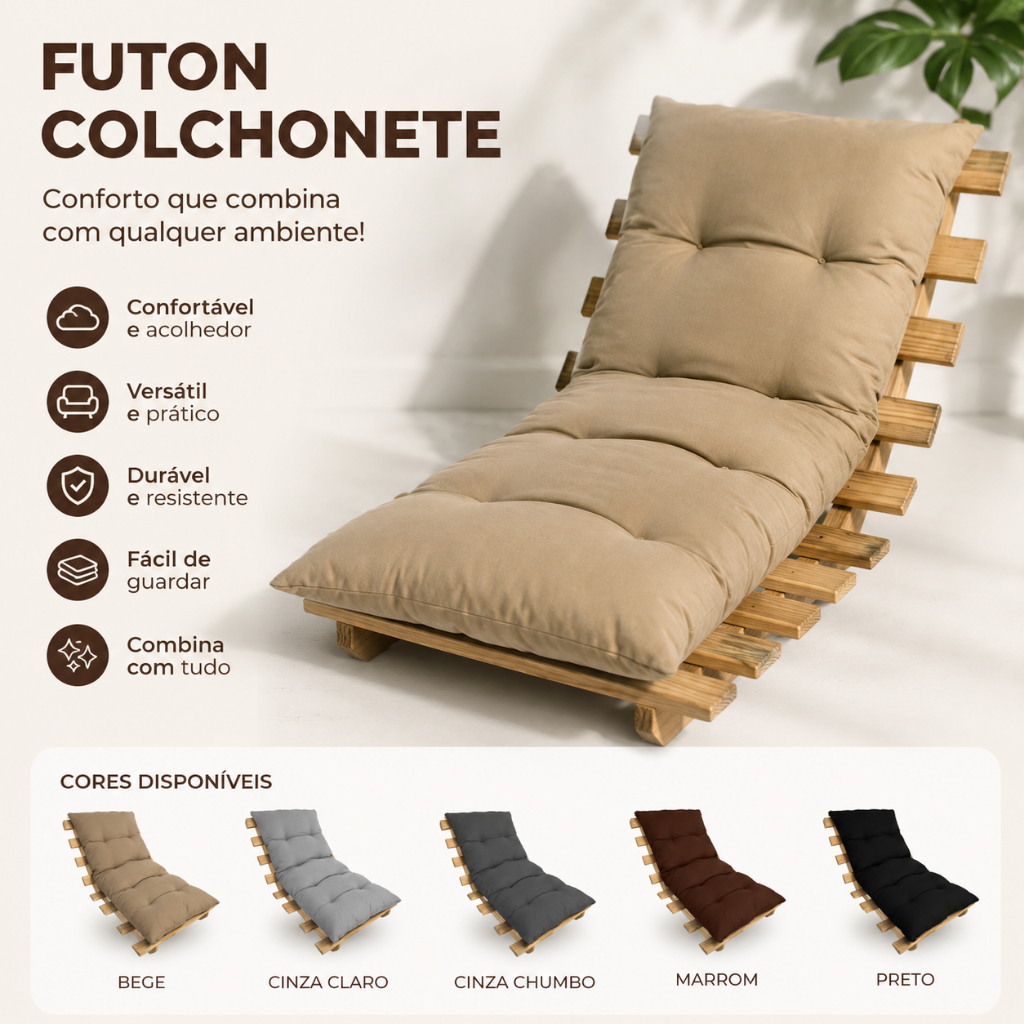 FUTON
COLCHONETE
Conforto que combina
com qualquer ambiente!
Confortável
e acolhedor
Versátil
e prático
Durável
e resistente
Fácil de
guardar
Combina
com tudo
CORES DISPONÍVEIS
BEGE
CINZA CLARO
CINZA CHUMBO
MARROM
PRETO